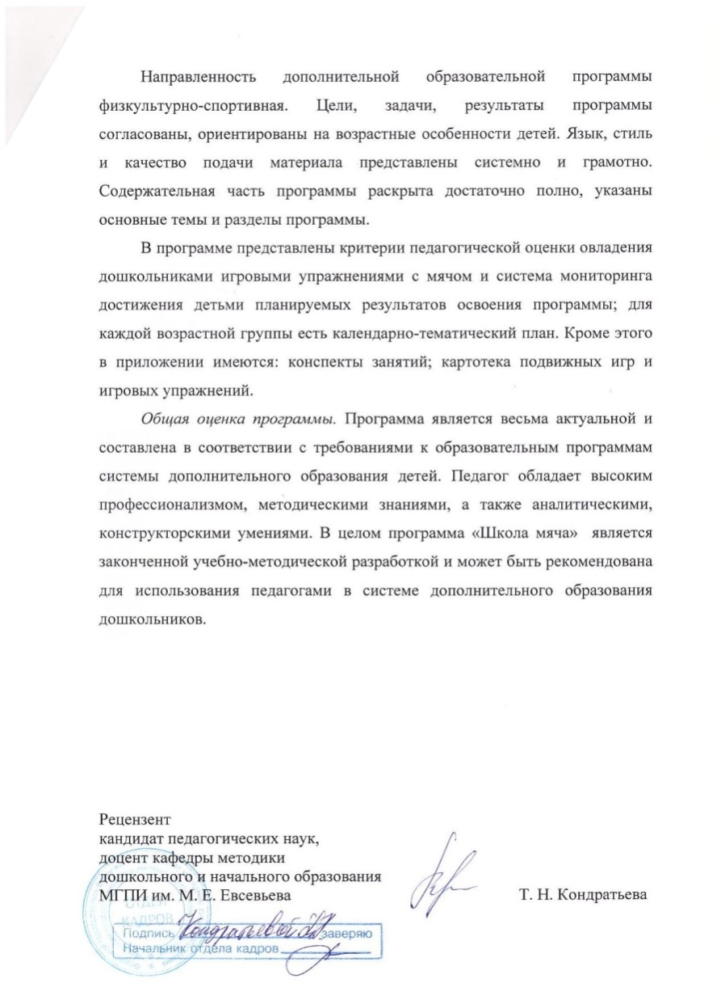 Направленность дополнительной образовательной программы
физкультурно-спортивная. Цели, задачи, результаты программы
согласованы, ориентированы на возрастные особенности детей. Язык, стиль
и качество подачи материала представлены системно и грамотно.
Содержательная часть программы раскрыта достаточно полно, указаны
основные темы и разделы программы.
В программе представлены критерии педагогической оценки овладения
дошкольниками игровыми упражнениями с мячом и система мониторинга
достижения детьми планируемых результатов освоения программы; для
каждой возрастной группы есть календарно-тематический план. Кроме этого
в приложении имеются: конспекты занятий; картотека подвижных игр и
игровых упражнений.
Общая оценка программы. Программа является весьма актуальной и
составлена в соответствии с требованиями к образовательным программам
системы дополнительного образования детей. Педагог обладает высоким
профессионализмом, методическими знаниями, а также аналитическими,
конструкторскими умениями. В целом программа «Школа мяча» является
законченной учебно-методической разработкой и может быть рекомендована
для использования педагогами в системе дополнительного образования
дошкольников.
Рецензент
кандидат педагогических наук,
доцент кафедры методики
дошкольного и начального образования
МГПИ им. М. Е. Евсевьева
Т. Н. Кондратьева
ОТДЕЛ
КАДРОВ
Подпись Кондратьевой ТН заверяю
Начальник отдела кадров